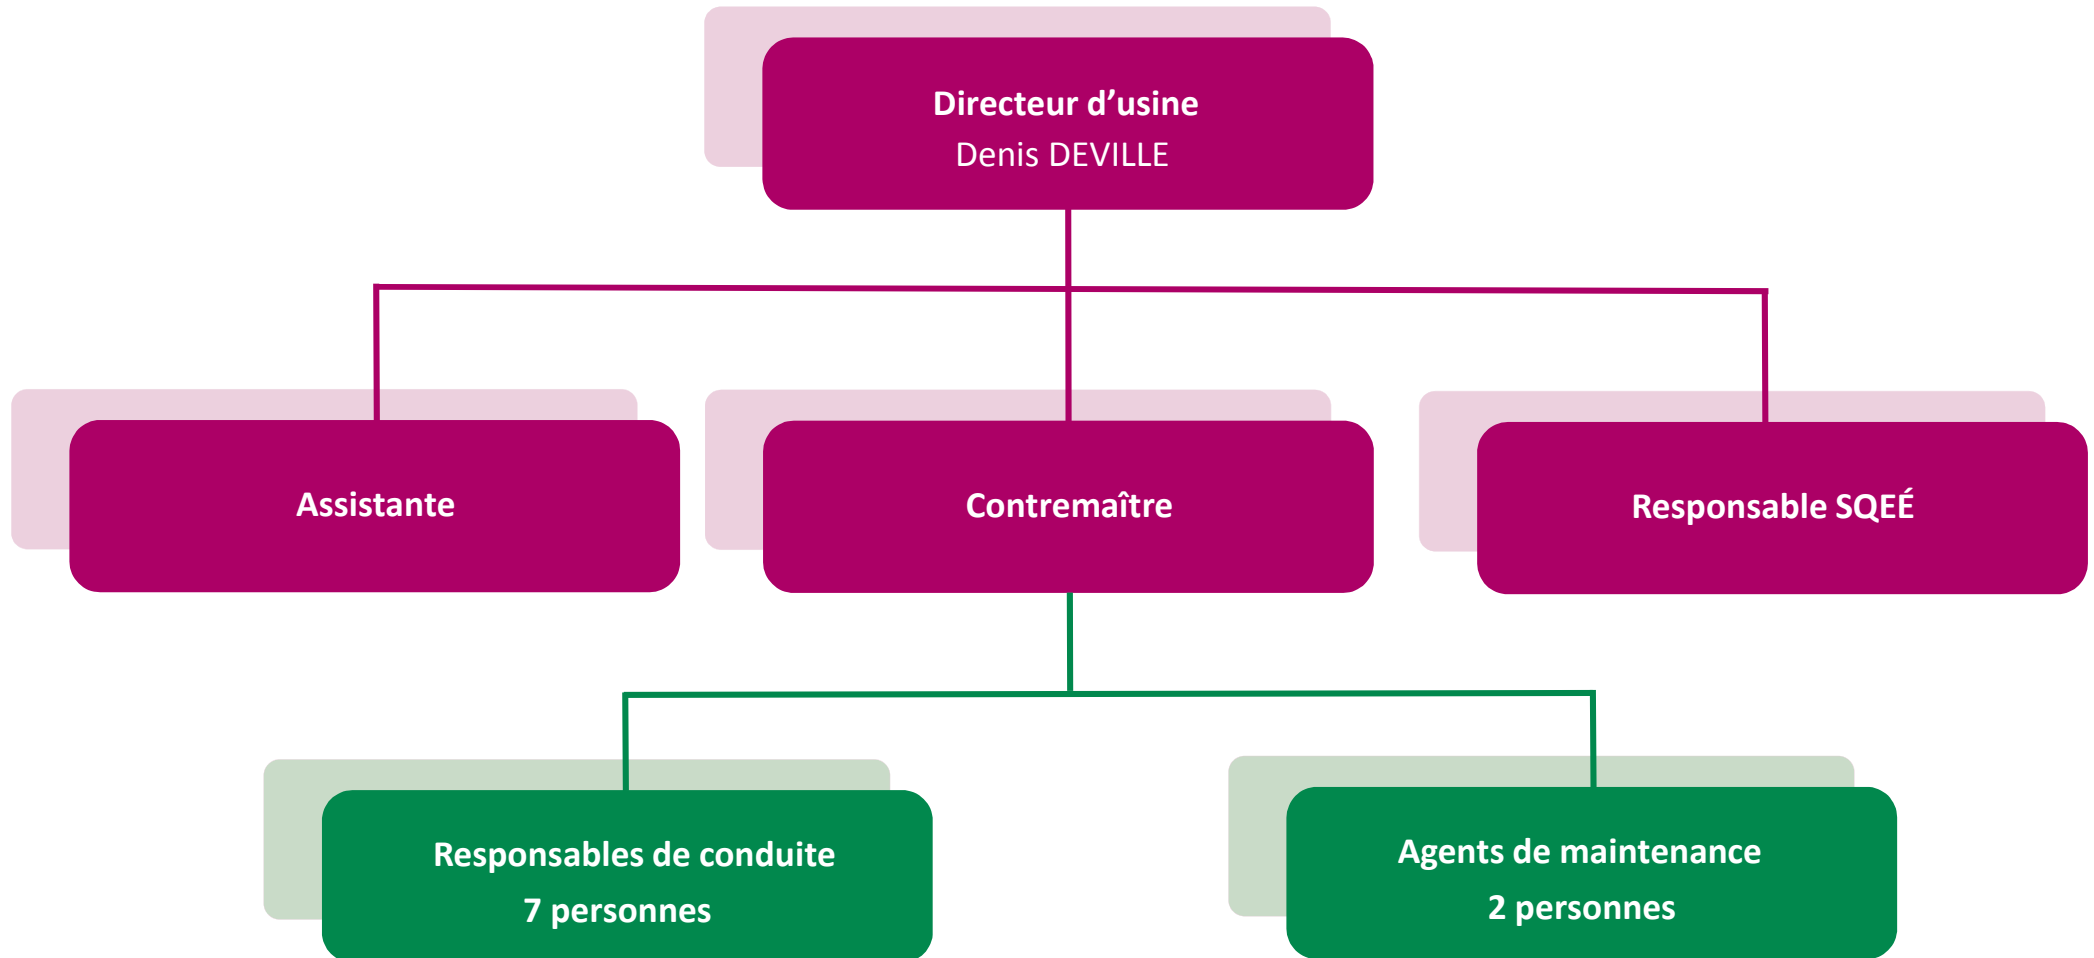 Directeur d’usine
Denis DEVILLE
Assistante
Contremaître
Responsable SQEÉ
Responsables de conduite
7 personnes
Agents de maintenance
2 personnes